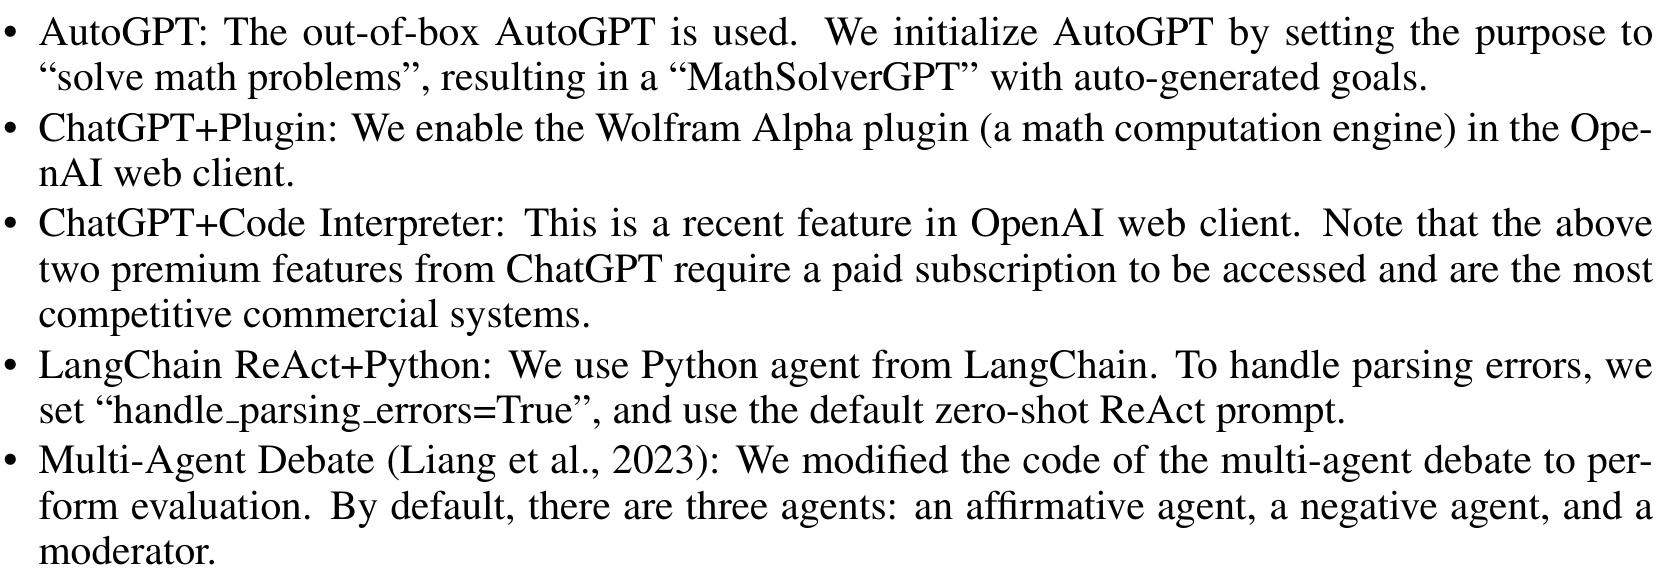 • AutoGPT: The out-of-box AutoGPT is used. We initialize AutoGPT by setting the purpose to
“solve math problems”, resulting in a “MathSolverGPT” with auto-generated goals.
• ChatGPT+Plugin: We enable the Wolfram Alpha plugin (a math computation engine) in the Ope-
nAI web client.
• ChatGPT+Code Interpreter: This is a recent feature in OpenAI web client. Note that the above
two premium features from ChatGPT require a paid subscription to be accessed and are the most
competitive commercial systems.
• LangChain ReAct+Python: We use Python agent from LangChain. To handle parsing errors, we
set “handle_parsing_errors=True”, and use the default zero-shot ReAct prompt.
• Multi-Agent Debate (Liang et al., 2023): We modified the code of the multi-agent debate to per-
form evaluation. By default, there are three agents: an affirmative agent, a negative agent, and a
moderator.